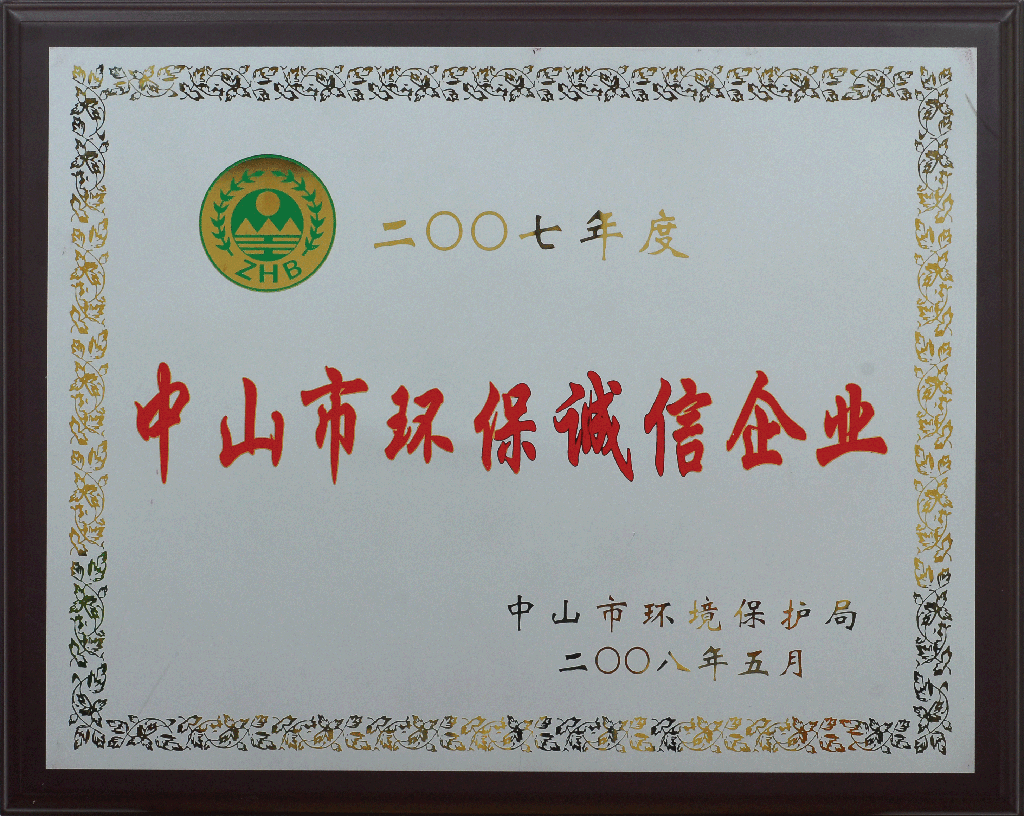 ZHB
二〇〇七年度
中山市环保诚信企业
中山市环境保护局
二〇〇八年五月